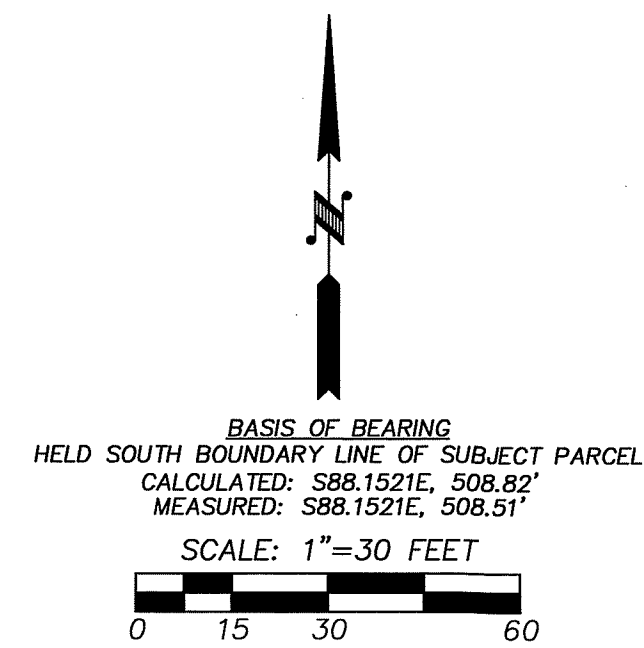 N
BASIS OF BEARING
HELD SOUTH BOUNDARY LINE OF SUBJECT PARCEL
CALCULATED: S88.1521E, 508.82'
MEASURED: S88.1521E, 508.51'
SCALE: 1"=30 FEET
0 15 30 60